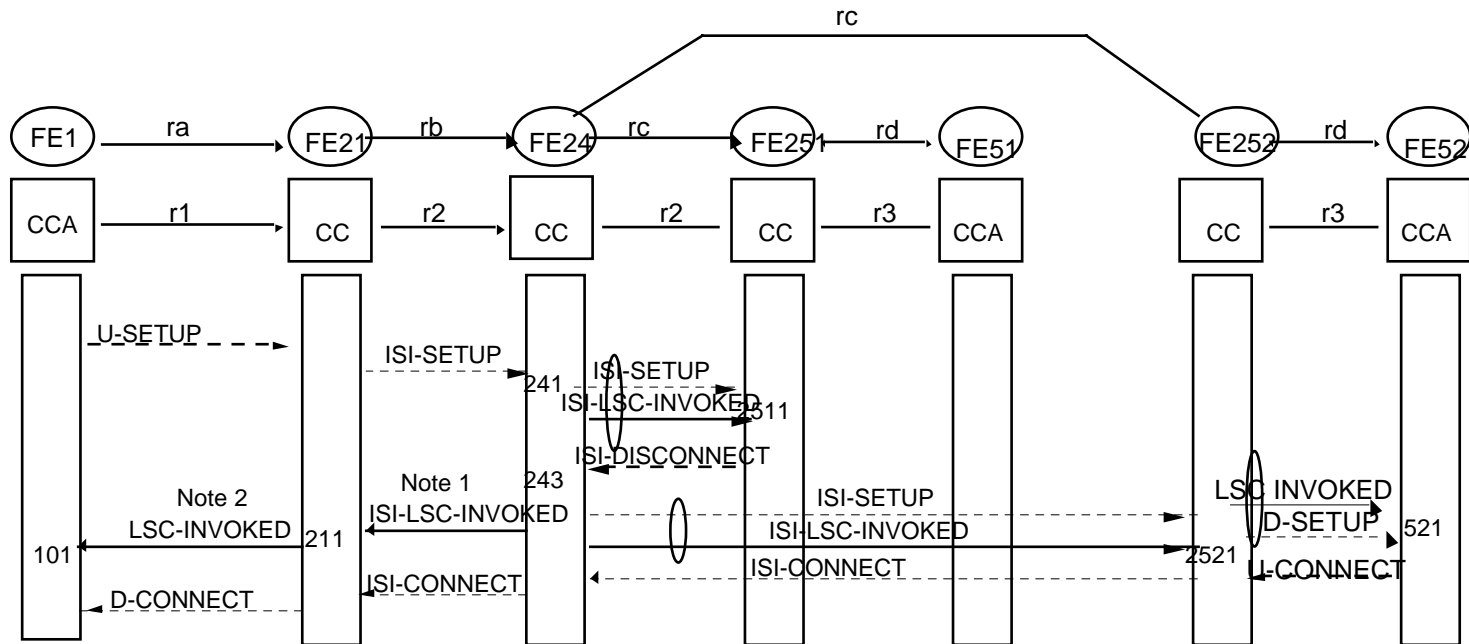 rc
FE1 ra FE21 rb FE24 rc FE251 rd FE51 FE252 rd FE52
CCA r1 CC r2 CC r2 CC r3 CCA CC r3 CCA
U-SETUP
ISI-SETUP
241
ISI-SETUP
ISI-LSC-INVOKED
2511
ISI-DISCONNECT
243
Note 2
Note 1
ISI-SETUP
LSC INVOKED
LSC-INVOKED
ISI-LSC-INVOKED
ISI-LSC-INVOKED
D-SETUP
521
101
211
2521
ISI-CONNECT
U-CONNECT
ISI-CONNECT
D-CONNECT